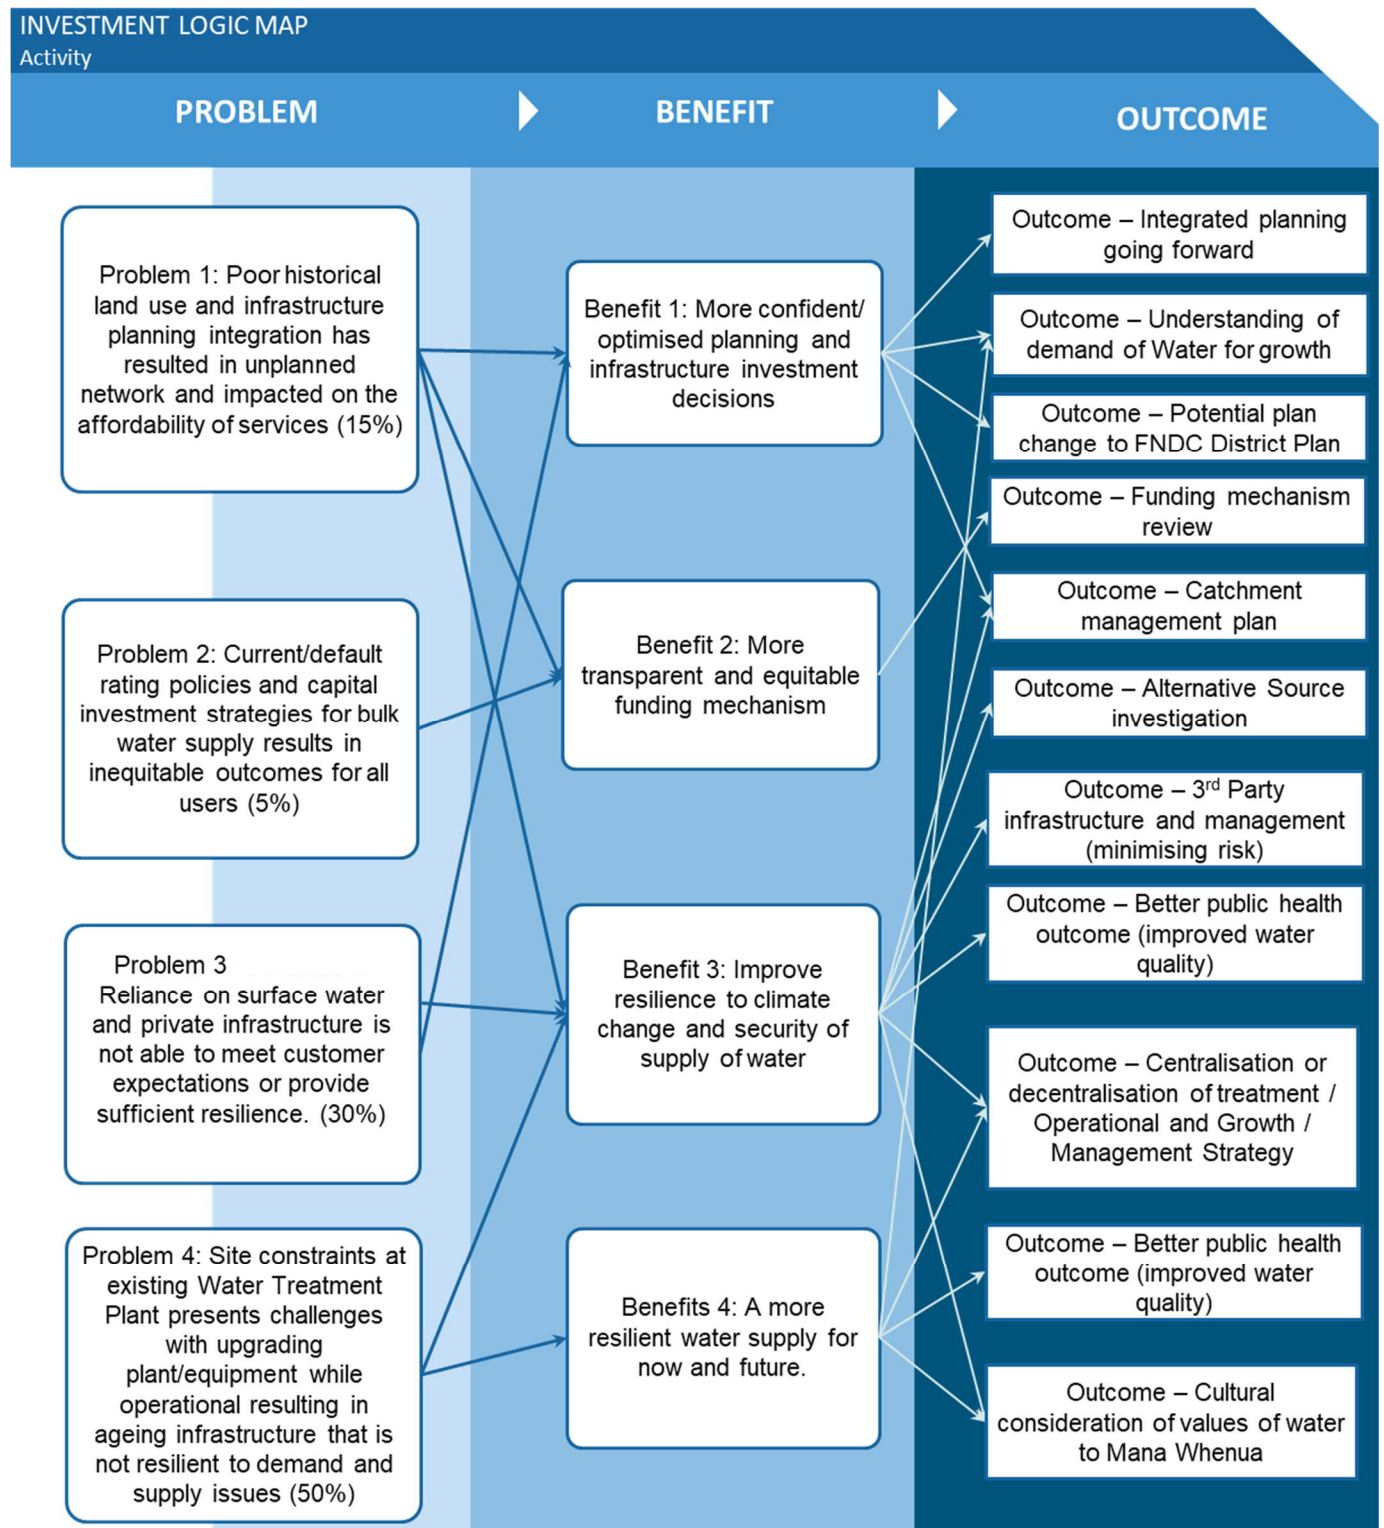 INVESTMENT LOGIC MAP
Activity
PROBLEM
BENEFIT
OUTCOME
Problem 1: Poor historical
land use and infrastructure
planning integration has
resulted in unplanned
network and impacted on the
affordability of services (15%)
Problem 2: Current/default
rating policies and capital
investment strategies for bulk
water supply results in
inequitable outcomes for all
users (5%)
Problem 3
Reliance on surface water
and private infrastructure is
not able to meet customer
expectations or provide
sufficient resilience. (30%)
Problem 4: Site constraints at
existing Water Treatment
Plant presents challenges
with upgrading
plant/equipment while
operational resulting in
ageing infrastructure that is
not resilient to demand and
supply issues (50%)
Benefit 1: More confident/
optimised planning and
infrastructure investment
decisions
Benefit 2: More
transparent and equitable
funding mechanism
Benefit 3: Improve
resilience to climate
change and security of
supply of water
Benefits 4: A more
resilient water supply for
now and future.
Outcome – Integrated planning
going forward
Outcome – Understanding of
demand of Water for growth
Outcome – Potential plan
change to FNDC District Plan
Outcome – Funding mechanism
review
Outcome – Catchment
management plan
Outcome – Alternative Source
investigation
Outcome – 3rd Party
infrastructure and management
(minimising risk)
Outcome – Better public health
outcome (improved water
quality)
Outcome – Centralisation or
decentralisation of treatment /
Operational and Growth /
Management Strategy
Outcome – Better public health
outcome (improved water
quality)
Outcome – Cultural
consideration of values of water
to Mana Whenua